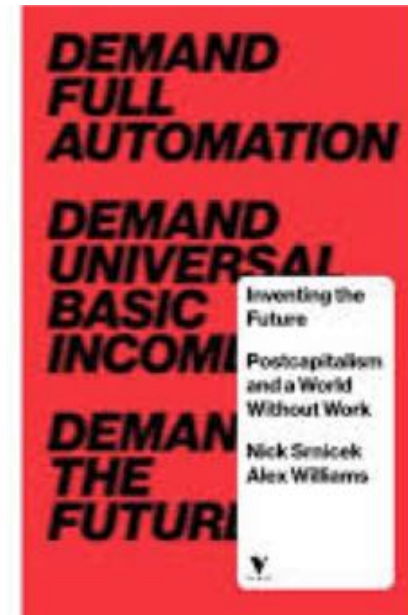 DEMAND
FULL
AUTOMATION
DEMAND
UNIVERSAL
BASIC
INCOM
DEMAN
THE
FUTUR
Inventing the
Future
Postcapitalism
and a World
Without Work
Nick Srnicek
Alex Williams